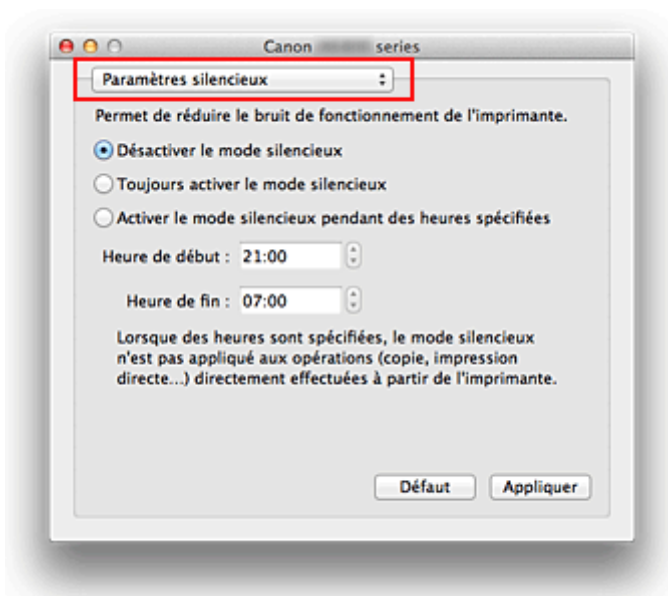 Canon series
Paramètres silencieux
Permet de réduire le bruit de fonctionnement de l'imprimante.
Désactiver le mode silencieux
Toujours activer le mode silencieux
Activer le mode silencieux pendant des heures spécifiées
Heure de début : 21:00
Heure de fin : 07:00
Lorsque des heures sont spécifiées, le mode silencieux
n'est pas appliqué aux opérations (copie, impression
directe...) directement effectuées à partir de l'imprimante.
Défaut Appliquer